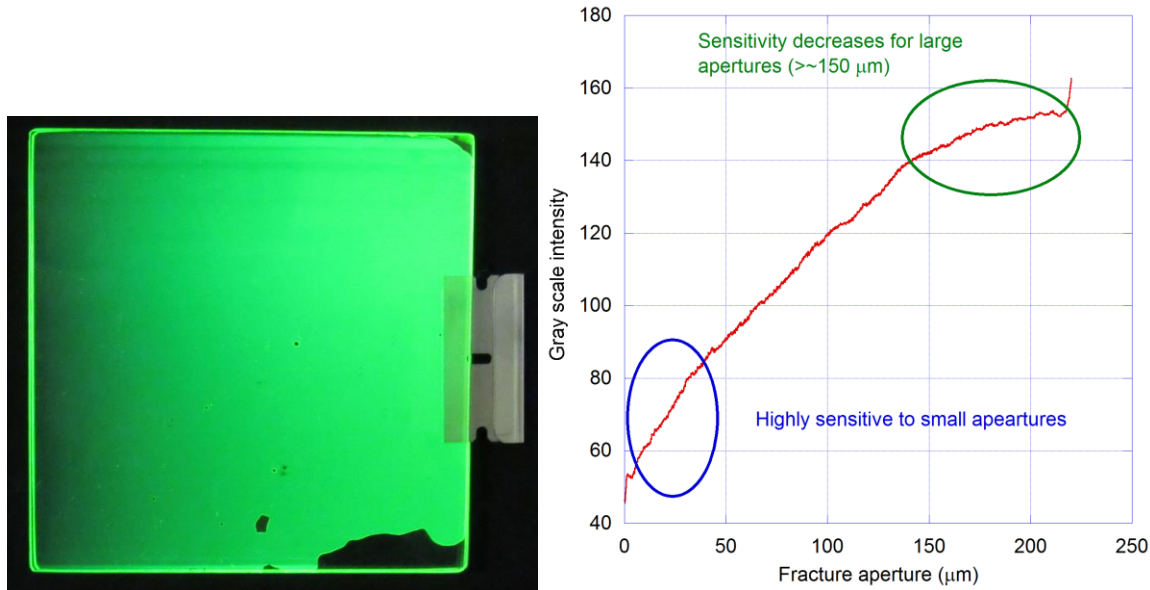 180
160
140
120
100
80
60
40
Gray scale intensity
Sensitivity decreases for large
apertures (>~150 μm)
Highly sensitive to small apeartures
0 50 100 150 200 250
Fracture aperture (μm)